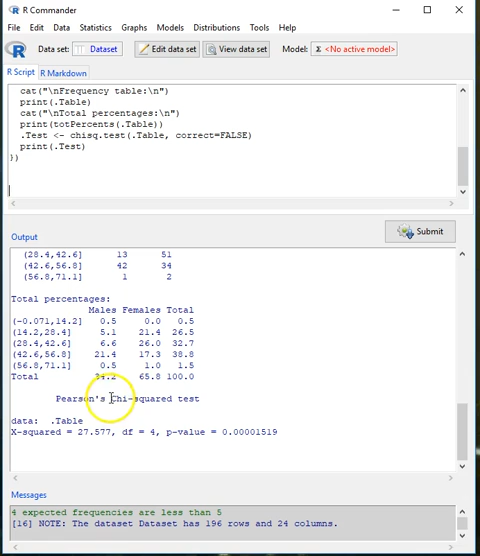 R Commander
File Edit Data Statistics Graphs Models Distributions Tools Help
R Data set: Dataset Edit data set View data set Model: Σ <No active model>
R Script R Markdown
cat("\nFrequency table:\n")
print(.Table)
cat("\nTotal percentages:\n")
print(totPercents(.Table))
.Test <- chisq.test(.Table, correct=FALSE)
print(.Test)
})
Submit
Output
(28.4,42.6] 13 51
(42.6,56.8] 42 34
(56.8,71.1] 1 2
Total percentages:
Males Females Total
(-0.071,14.2] 0.5 0.0 0.5
(14.2,28.4] 5.1 21.4 26.5
(28.4,42.6] 6.6 26.0 32.7
(42.6,56.8] 21.4 17.3 38.8
(56.8,71.1] 0.5 1.0 1.5
Total 34.2 65.8 100.0
Pearson's Chi-squared test
data: .Table
X-squared = 27.577, df = 4, p-value = 0.00001519
Messages
4 expected frequencies are less than 5
[16] NOTE: The dataset Dataset has 196 rows and 24 columns.